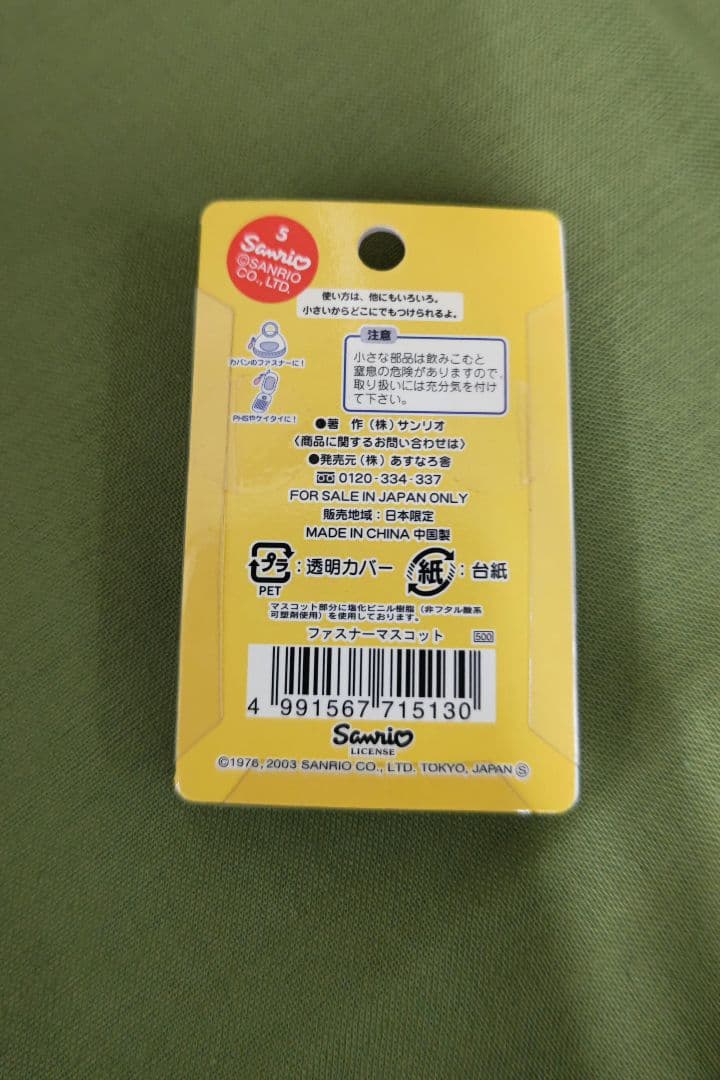 5
Sanrio
©SANRIO
CO., LTD.
使い方は、他にもいろいろ。
小さいからどこにでもつけられるよ。
カバンのファスナーに!
PHSやケイタイに!
注意
小さな部品は飲みこむと
窒息の危険がありますので、
取り扱いには充分気を付け
て下さい。
●著 作(株)サンリオ
〈商品に関するお問い合わせは〉
●発売元(株)あすなろ舎
0120-334-337
FOR SALE IN JAPAN ONLY
販売地域:日本限定
MADE IN CHINA 中国製
プラ:透明カバー 紙:台紙
PET
マスコット部分に塩化ビニル樹脂(非フタル酸系
可塑剤使用)を使用しております。
ファスナーマスコット 500
4 991567 715130
Sanrio
LICENSE
©1976, 2003 SANRIO CO., LTD. TOKYO, JAPAN Ⓢ